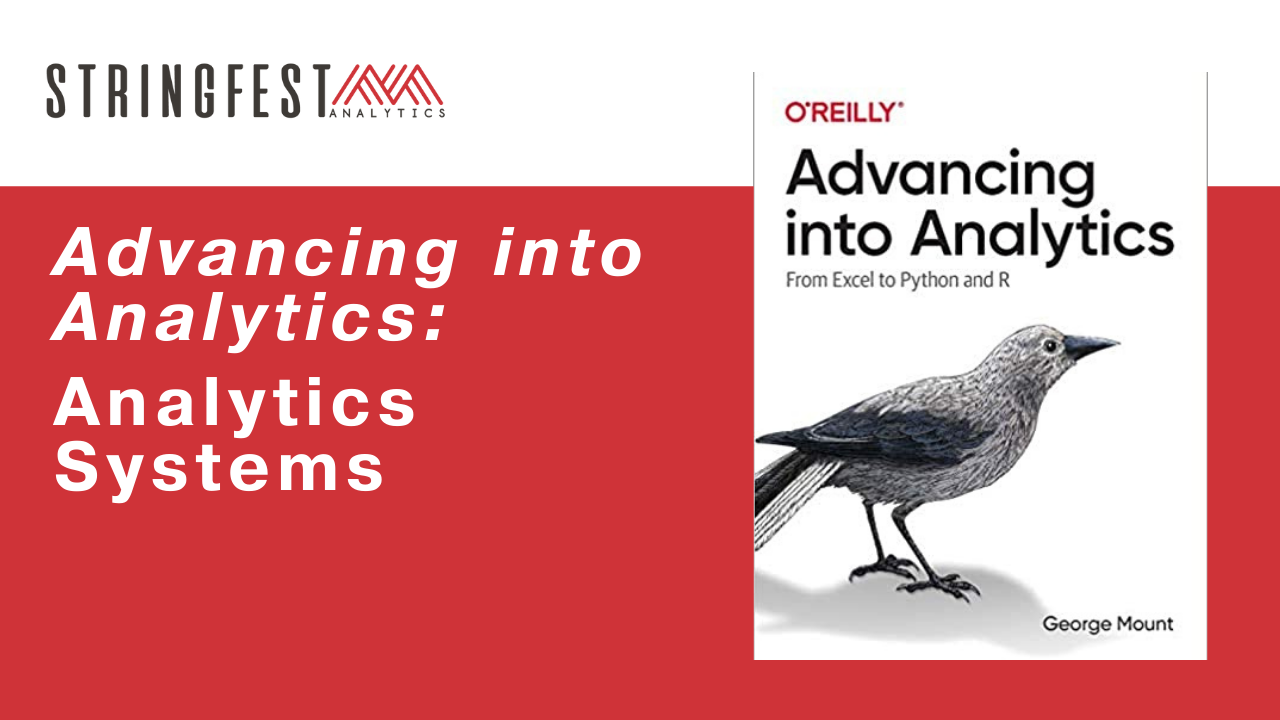 STRINGFEST
ANALYTICS
Advancing into
Analytics:
Analytics
Systems
O'REILLY®
Advancing
into Analytics
From Excel to Python and R
George Mount